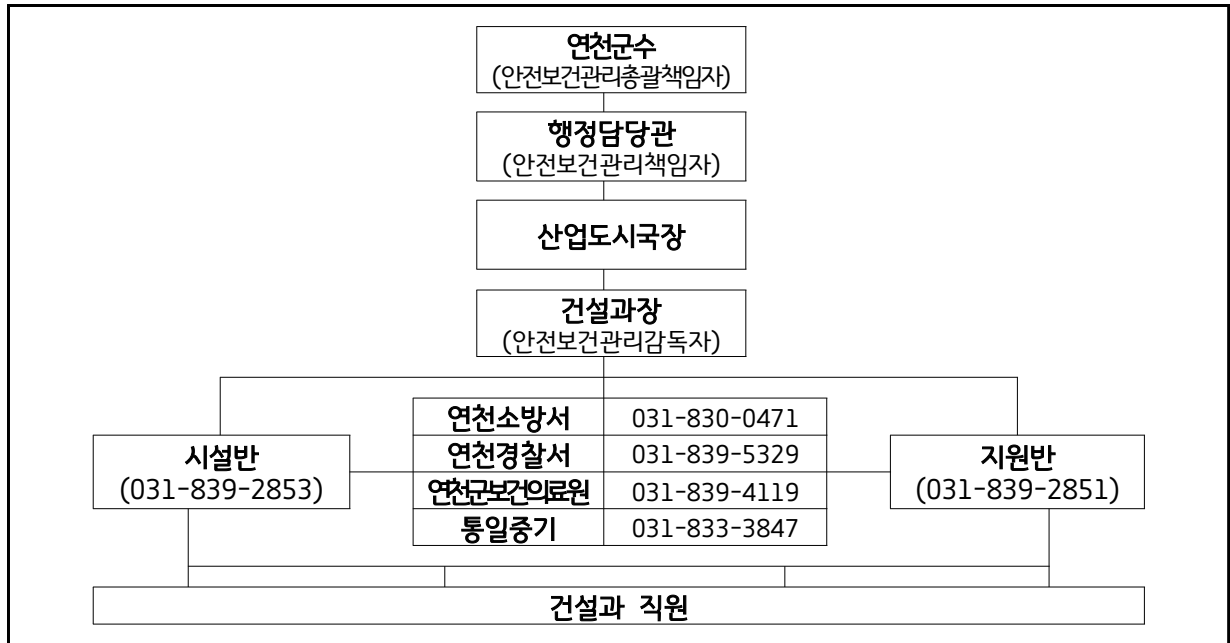 연천군수
(안전보건관리총괄책임자)
행정담당관
(안전보건관리책임자)
산업도시국장
건설과장
(안전보건관리감독자)
시설반
(031-839-2853)
연천소방서 031-830-0471
연천경찰서 031-839-5329
연천군보건의료원 031-839-4119
통일중기 031-833-3847
지원반
(031-839-2851)
건설과 직원